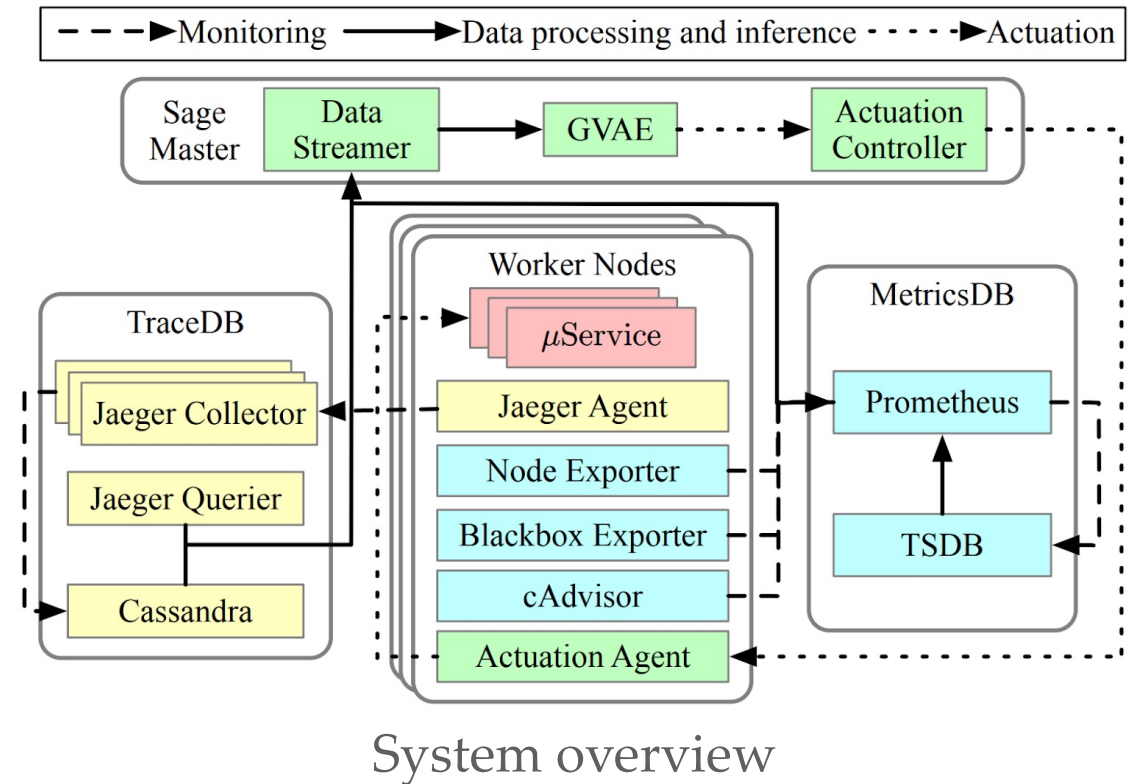 Monitoring
Data processing and inference
Actuation
Sage
Master
Data
Streamer
GVAE
Actuation
Controller
TraceDB
Jaeger Collector
Jaeger Querier
Cassandra
Worker Nodes
μService
Jaeger Agent
Node Exporter
Blackbox Exporter
cAdvisor
Actuation Agent
MetricsDB
Prometheus
TSDB
System overview